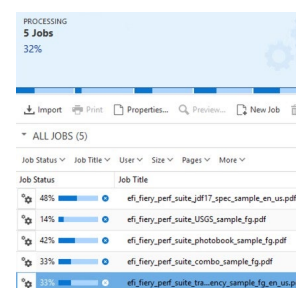 PROCESSING
5 Jobs
32%
Import Print Properties... Preview... New Job
ALL JOBS (5)
Job Status Job Title User Size Pages More
Job Status Job Title
48% efi_fiery_perf_suite_jdf17_spec_sample_en_us.pdf
14% efi_fiery_perf_suite_USGS_sample_fg.pdf
42% efi_fiery_perf_suite_photobook_sample_fg.pdf
33% efi_fiery_perf_suite_combo_sample_fg.pdf
33% efi_fiery_perf_suite_tra...ency_sample_fg_en_us.p